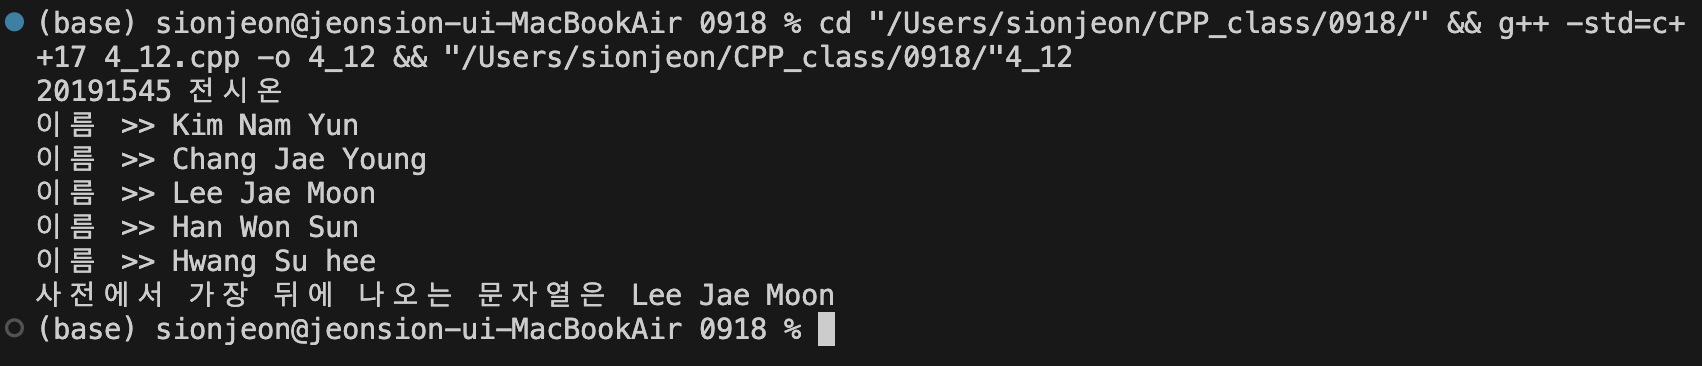 (base) sionjeon@jeonsion-ui-MacBookAir 0918 % cd "/Users/sionjeon/CPP_class/0918/" && g++ -std=c+
+17 4_12.cpp -o 4_12 && "/Users/sionjeon/CPP_class/0918/"4_12
20191545 전시온
이름 >> Kim Nam Yun
이름 >> Chang Jae Young
이름 >> Lee Jae Moon
이름 >> Han Won Sun
이름 >> Hwang Su hee
사전에서 가장 뒤에 나오는 문자열은 Lee Jae Moon
(base) sionjeon@jeonsion-ui-MacBookAir 0918 %